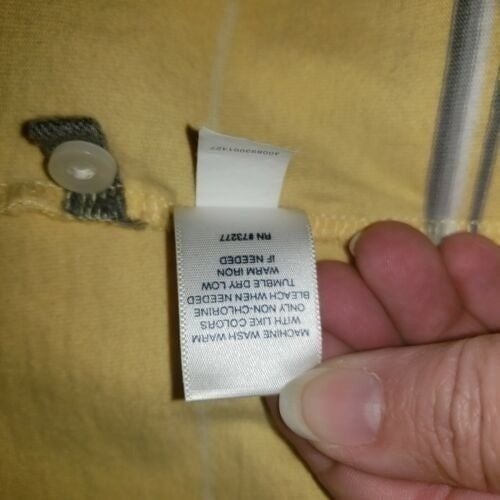 MACHINE WASH WARM
WITH LIKE COLORS
ONLY NON-CHLORINE
BLEACH WHEN NEEDED
TUMBLE DRY LOW
WARM IRON
IF NEEDED
RN #73277